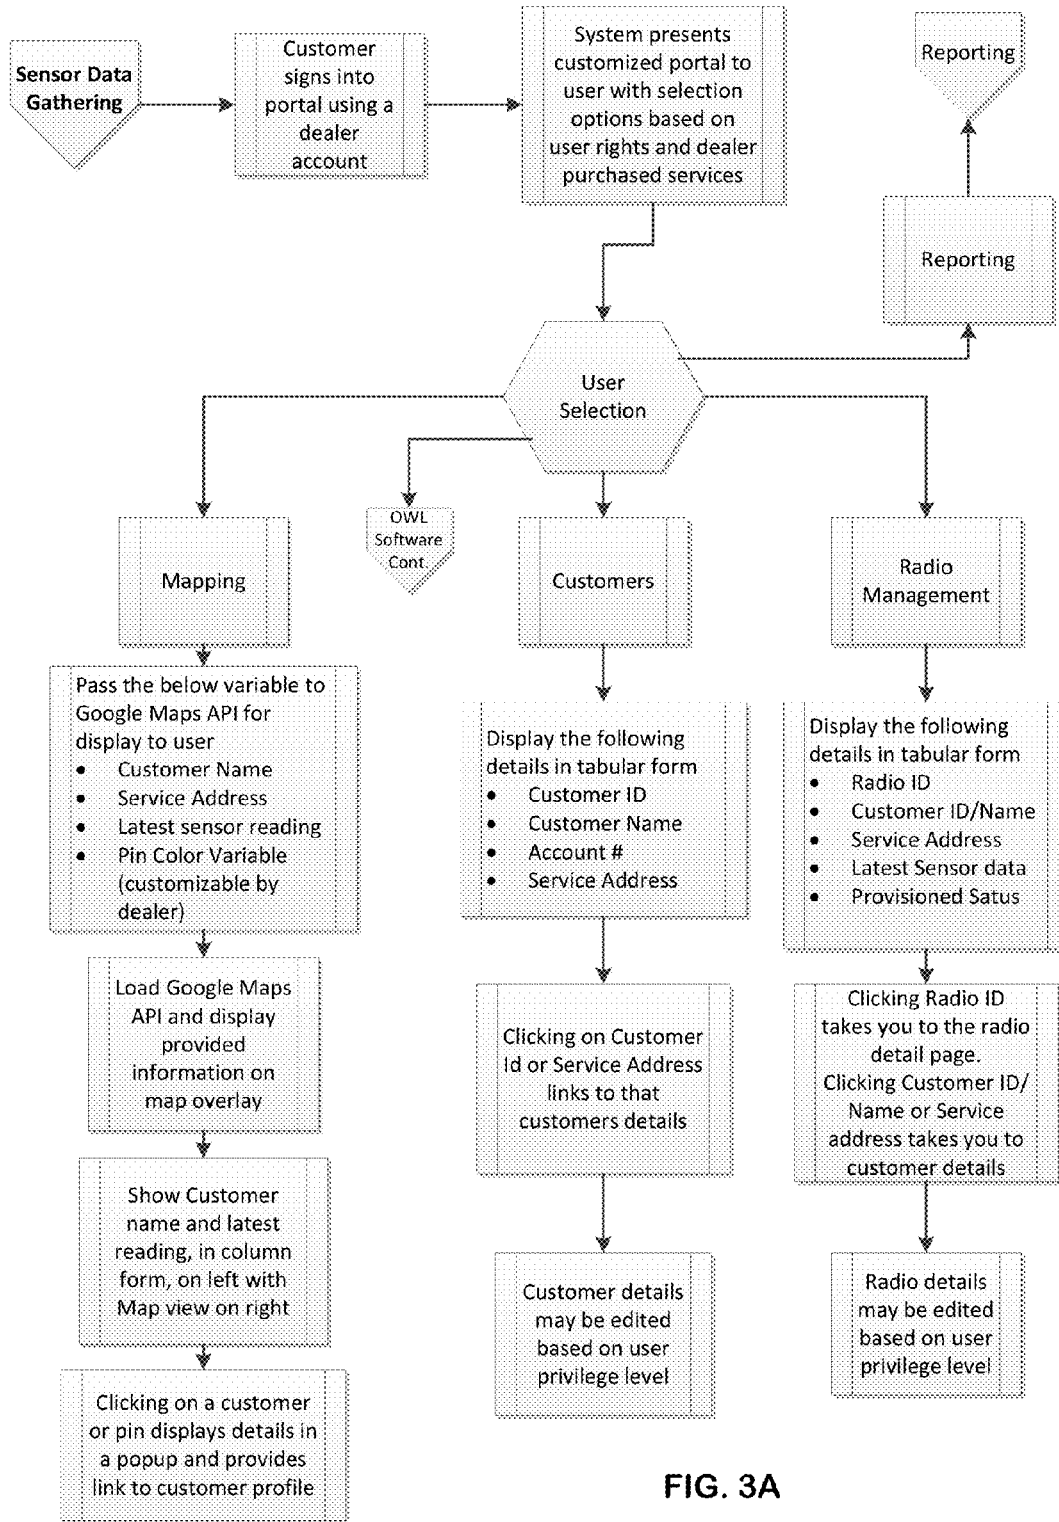 Sensor Data
Gathering
Customer
signs into
portal using a
dealer
account
System presents
customized portal to
user with selection
options based on
user rights and dealer
purchased services
Reporting
Reporting
User
Selection
Mapping
OWL
Software
Cont.
Customers
Radio
Management
Pass the below variable to
Google Maps API for
display to user
• Customer Name
• Service Address
• Latest sensor reading
• Pin Color Variable
(customizable by
dealer)
Load Google Maps
API and display
provided
information on
map overlay
Show Customer
name and latest
reading, in column
form, on left with
Map view on right
Clicking on a customer
or pin displays details in
a popup and provides
link to customer profile
Display the following
details in tabular form
• Customer ID
• Customer Name
• Account #
• Service Address
Clicking on Customer
Id or Service Address
links to that
customers details
Customer details
may be edited
based on user
privilege level
Display the following
details in tabular form
• Radio ID
• Customer ID/Name
• Service Address
• Latest Sensor data
• Provisioned Satus
Clicking Radio ID
takes you to the radio
detail page.
Clicking Customer ID/
Name or Service
address takes you to
customer details
Radio details
may be edited
based on user
privilege level
FIG. 3A